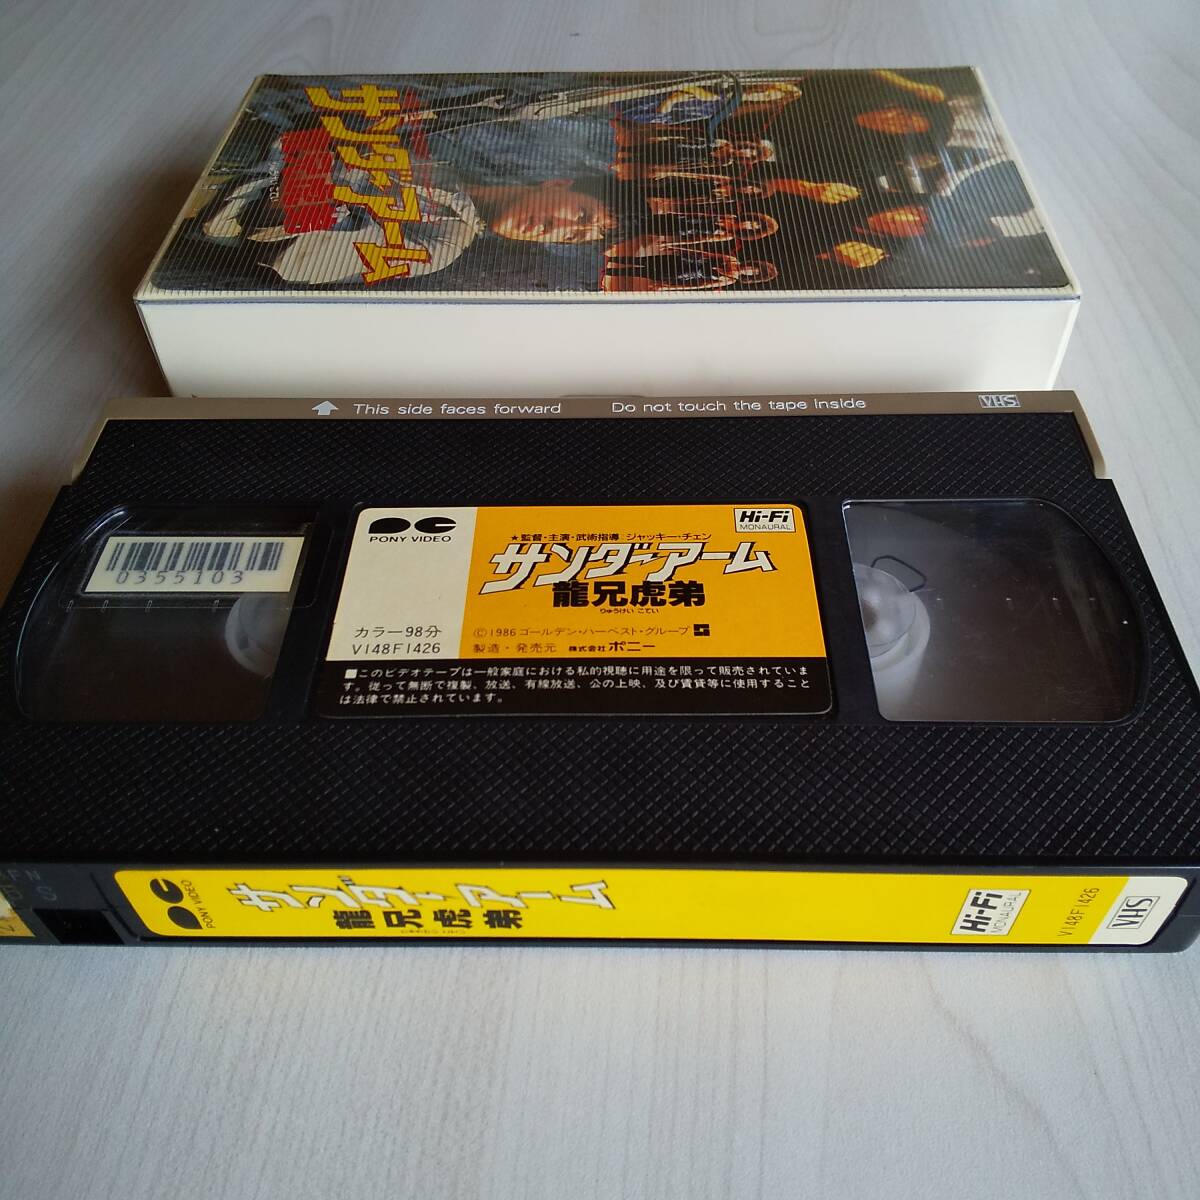 サンダーアーム
This side faces forward
Do not touch the tape inside
VHS
0355103
PONY VIDEO
カラー98分
V148F1426
Hi-Fi
MONAURAL
★監督・主演・武術指導：ジャッキー・チェン
サンダーアーム
龍兄虎弟
りゅうけい こてい
©1986 ゴールデン・ハーベスト・グループ
製造・発売元 株式会社 ポニー
■このビデオテープは一般家庭における私的視聴に用途を限って販売されていま
す。従って無断で複製、放送、有線放送、公の上映、及び賃貸等に使用すること
は法律で禁止されています。
PONY VIDEO
サンダーアーム
龍兄虎弟
Hi-Fi
MONAURAL
V148F1426
VHS